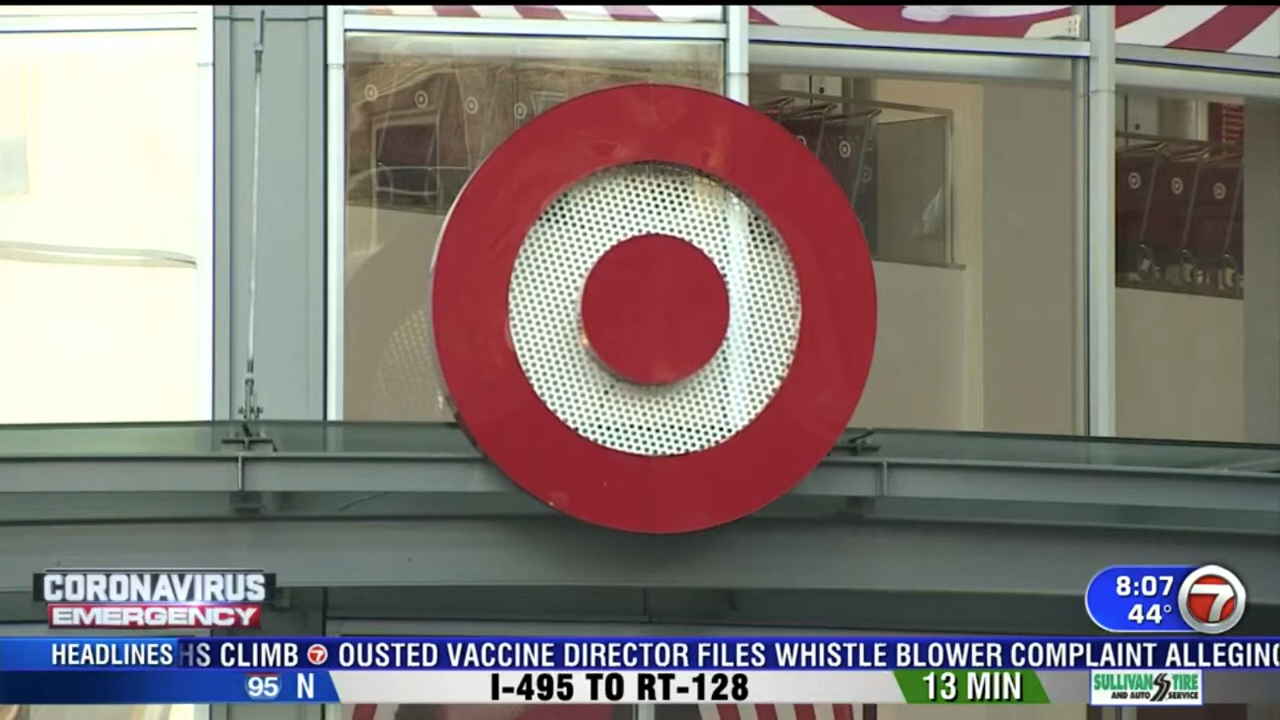 CORONAVIRUS
EMERGENCY
8:07
44°
7
HEADLINES HS CLIMB 7 OUSTED VACCINE DIRECTOR FILES WHISTLE BLOWER COMPLAINT ALLEGING
95 N I-495 TO RT-128 13 MIN SULLIVAN TIRE
AND AUTO SERVICE